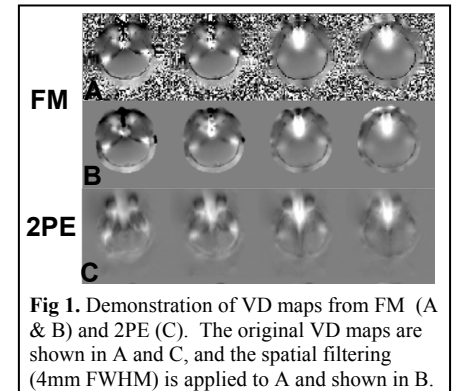 FM
A
B
2PE
C
Fig 1. Demonstration of VD maps from FM (A
& B) and 2PE (C). The original VD maps are
shown in A and C, and the spatial filtering
(4mm FWHM) is applied to A and shown in B.